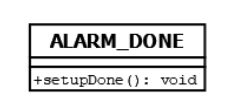 ALARM_DONE
+setupDone(): void